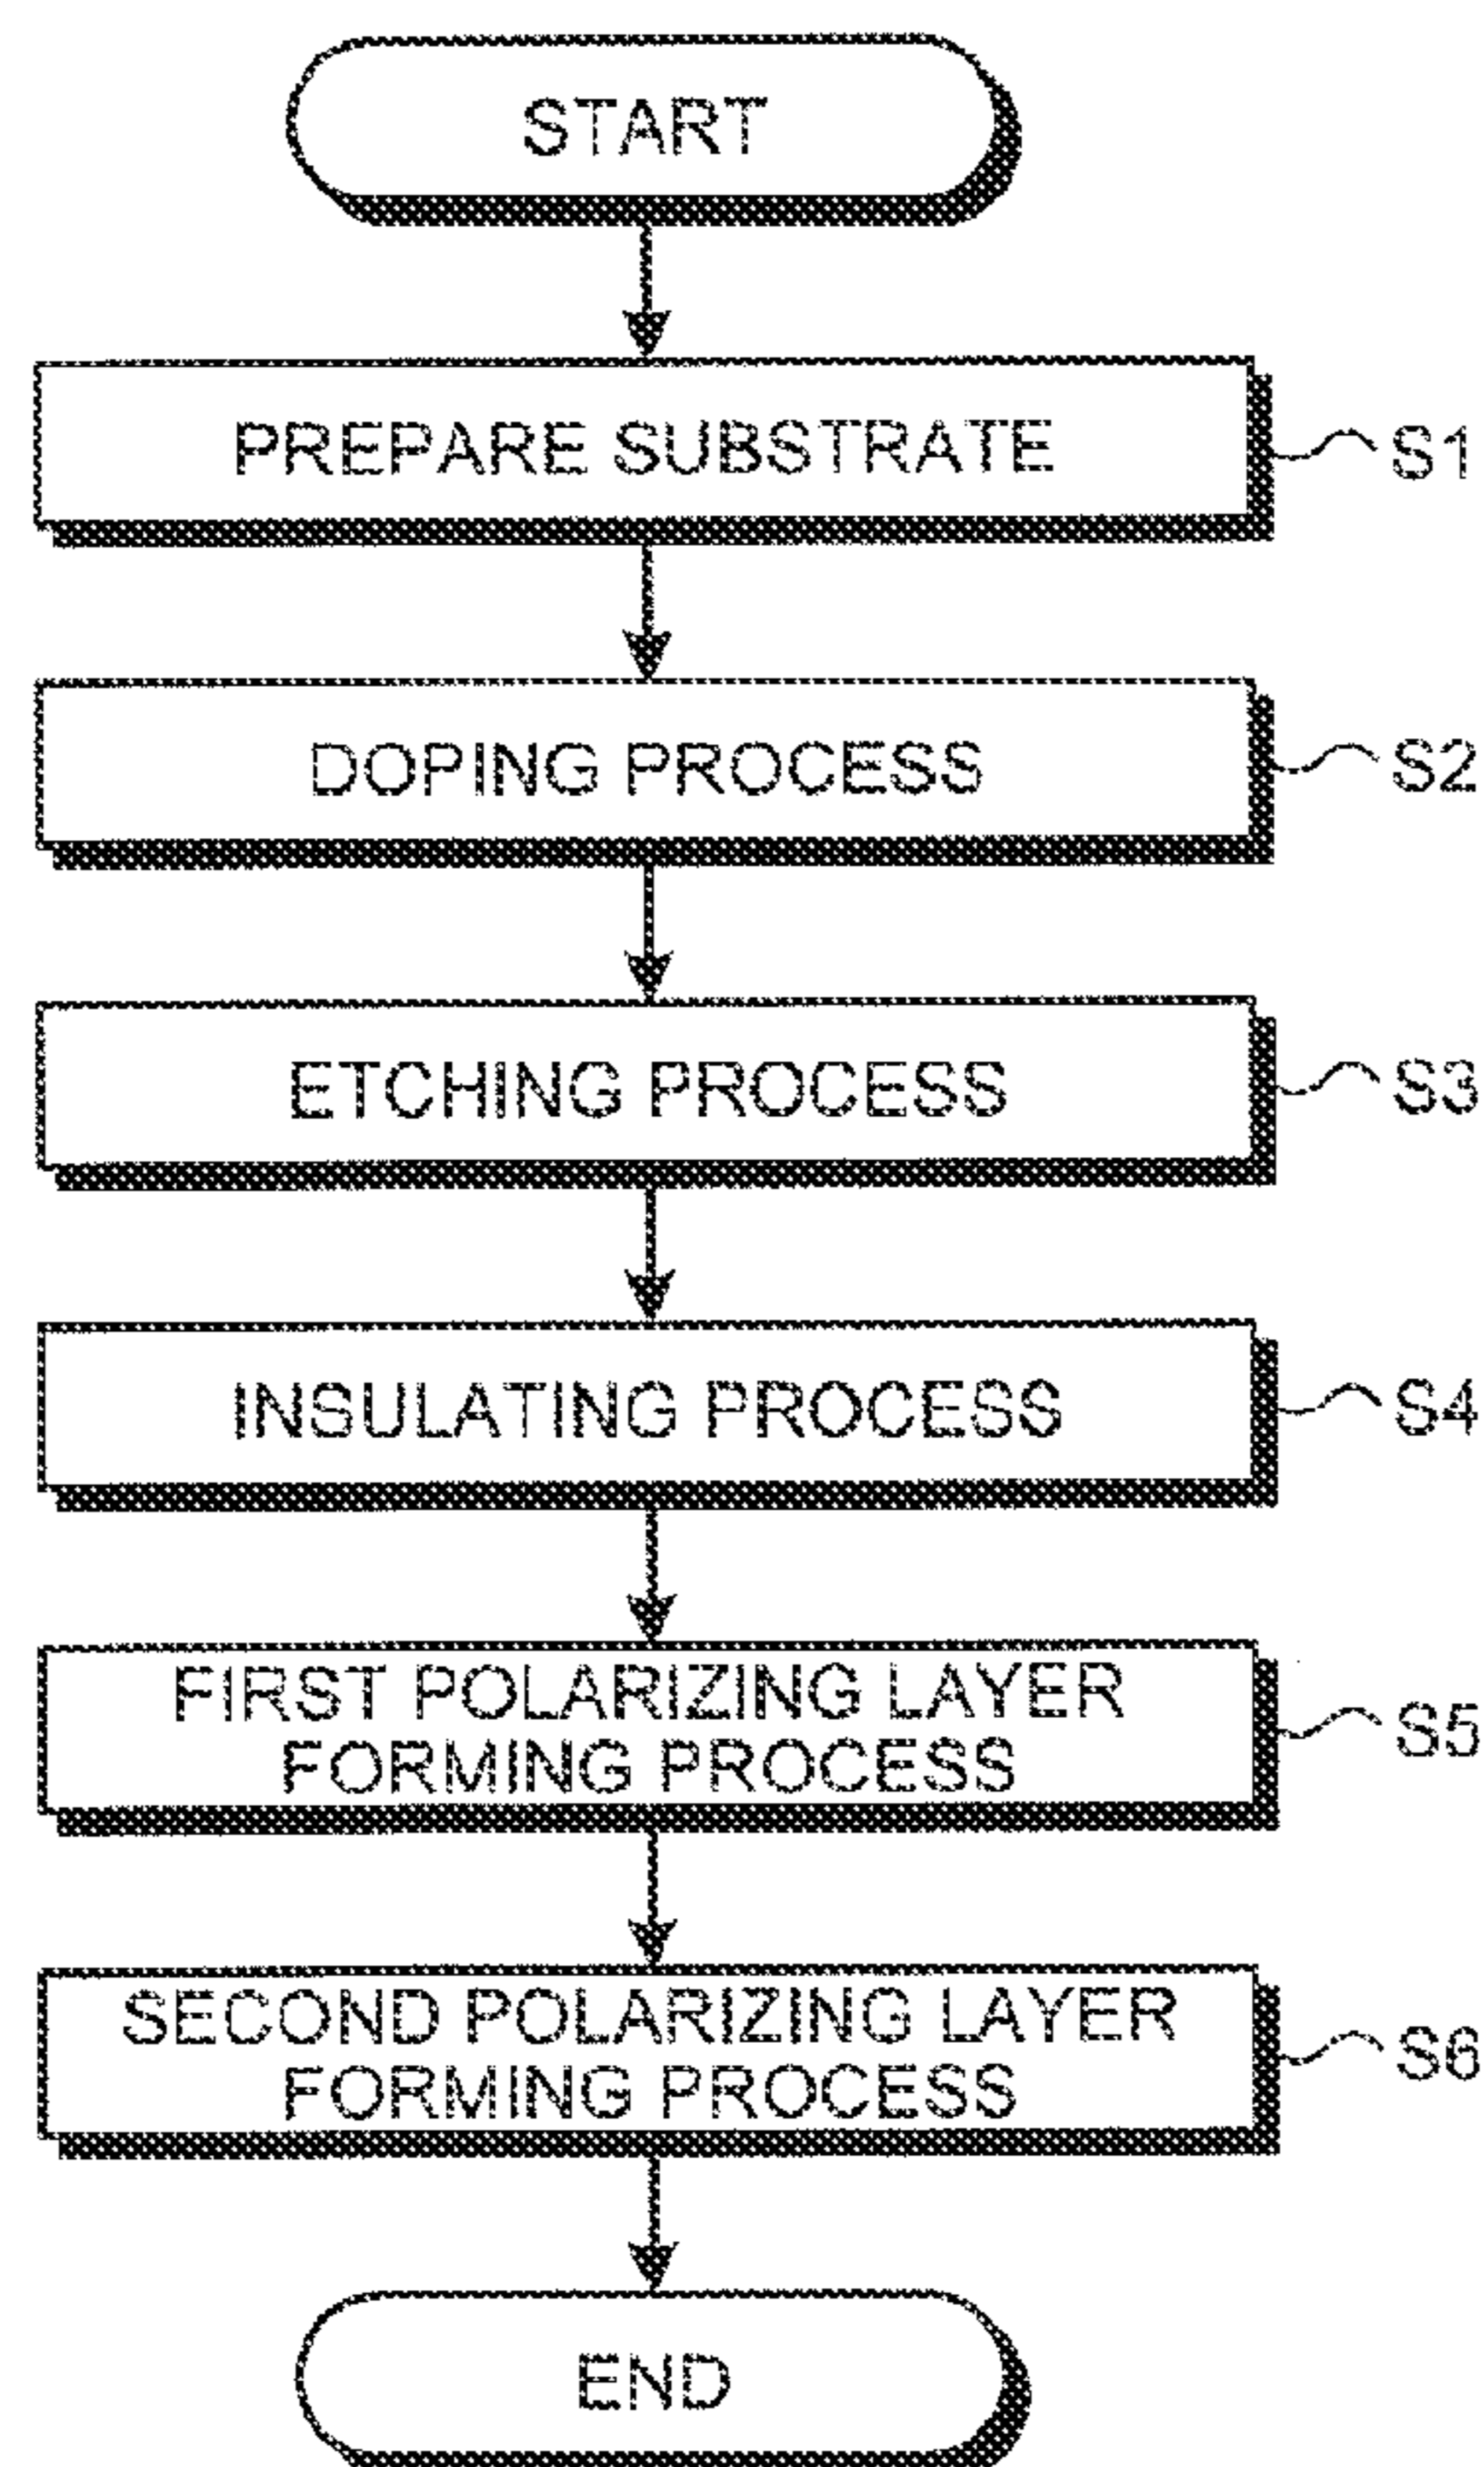 START
PREPARE SUBSTRATE
S1
DOPING PROCESS
S2
ETCHING PROCESS
S3
INSULATING PROCESS
S4
FIRST POLARIZING LAYER
FORMING PROCESS
S5
SECOND POLARIZING LAYER
FORMING PROCESS
S6
END